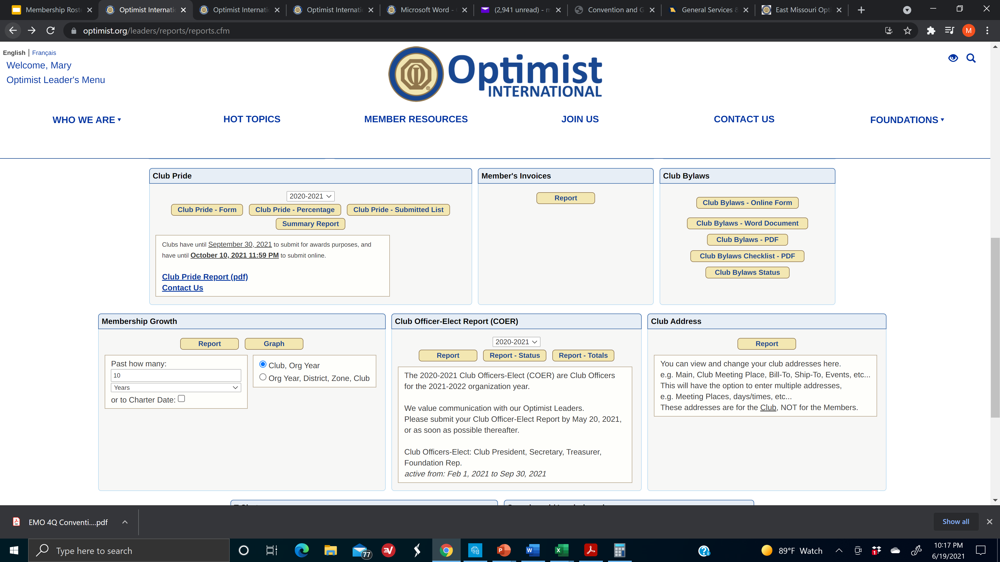 Membership Roste
Optimist Internatio
Optimist Internatio
Optimist Internatio
Microsoft Word -
(2,941 unread) - m
Convention and G
General Services &
East Missouri Opti
optimist.org/leaders/reports/reports.cfm
M
English | Français
Welcome, Mary
Optimist Leader's Menu
Optimist
INTERNATIONAL
WHO WE ARE
HOT TOPICS
MEMBER RESOURCES
JOIN US
CONTACT US
FOUNDATIONS
Club Pride
2020-2021
Club Pride - Form
Club Pride - Percentage
Club Pride - Submitted List
Summary Report
Clubs have until September 30, 2021 to submit for awards purposes, and
have until October 10, 2021 11:59 PM to submit online.
Club Pride Report (pdf)
Contact Us
Member's Invoices
Report
Club Bylaws
Club Bylaws - Online Form
Club Bylaws - Word Document
Club Bylaws - PDF
Club Bylaws Checklist - PDF
Club Bylaws Status
Membership Growth
Report
Graph
Past how many:
10
Years
or to Charter Date:
Club, Org Year
Org Year, District, Zone, Club
Club Officer-Elect Report (COER)
2020-2021
Report
Report - Status
Report - Totals
The 2020-2021 Club Officers-Elect (COER) are Club Officers
for the 2021-2022 organization year.
We value communication with our Optimist Leaders.
Please submit your Club Officer-Elect Report by May 20, 2021,
or as soon as possible thereafter.
Club Officers-Elect: Club President, Secretary, Treasurer,
Foundation Rep.
active from: Feb 1, 2021 to Sep 30, 2021
Club Address
Report
You can view and change your club addresses here.
e.g. Main, Club Meeting Place, Bill-To, Ship-To, Events, etc...
This will have the option to enter multiple addresses,
e.g. Meeting Places, days/times, etc...
These addresses are for the Club, NOT for the Members.
EMO 4Q Conventi....pdf
Show all
Type here to search
77
89°F Watch
1
10:17 PM
6/19/2021